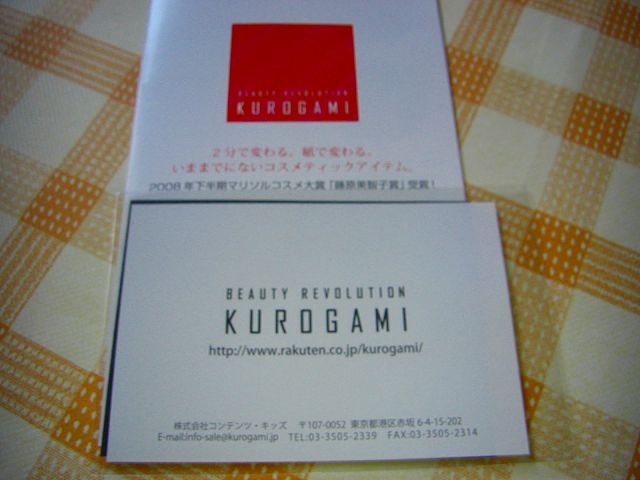 BEAUTY REVOLUTION
KUROGAMI
2分で変わる。紙で変わる。
いままでにないコスメティックアイテム。
2008年下半期マリソルコスメ大賞「藤原美智子賞」受賞！
BEAUTY REVOLUTION
KUROGAMI
http://www.rakuten.co.jp/kurogami/
株式会社コンテンツ・キッズ 〒107-0052 東京都港区赤坂6-4-15-202
E-mail:info-sale@kurogami.jp TEL:03-3505-2339 FAX:03-3505-2314